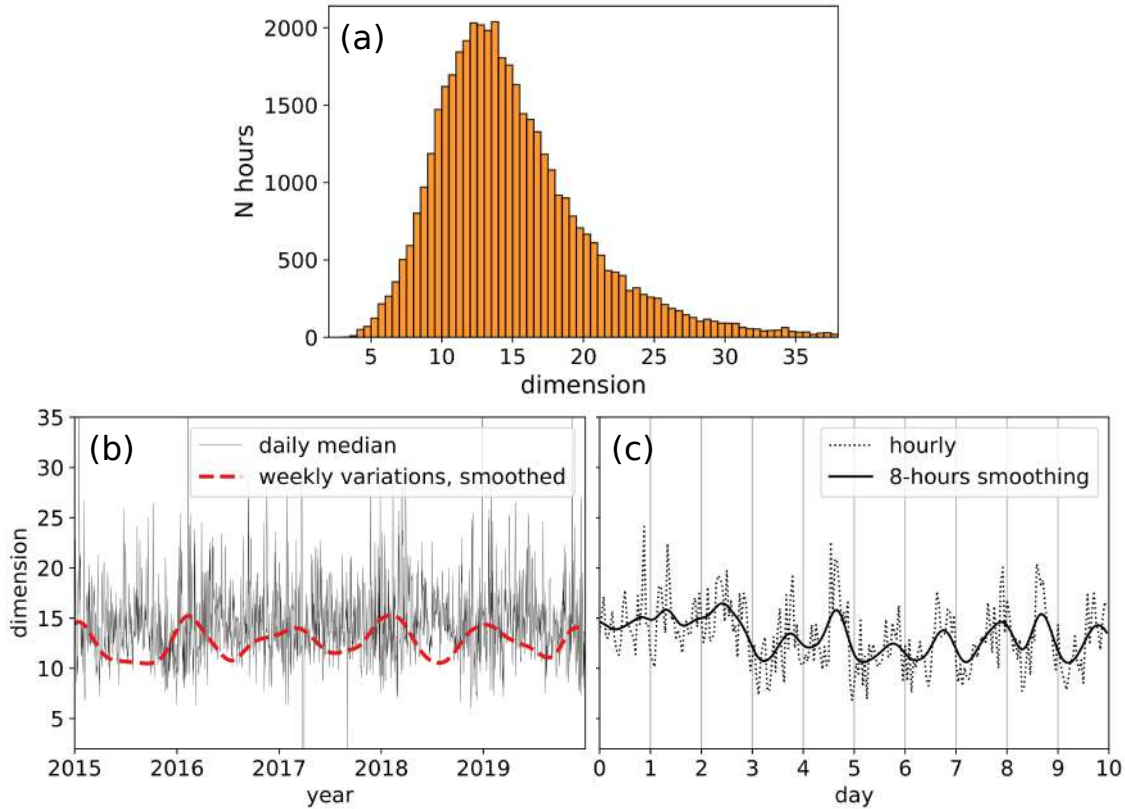 (a)
N hours
2000
1500
1000
500
0
5 10 15 20 25 30 35
dimension
(b)
daily median
weekly variations, smoothed
dimension
35
30
25
20
15
10
5
2015 2016 2017 2018 2019
year
(c)
hourly
8-hours smoothing
0 1 2 3 4 5 6 7 8 9 10
day